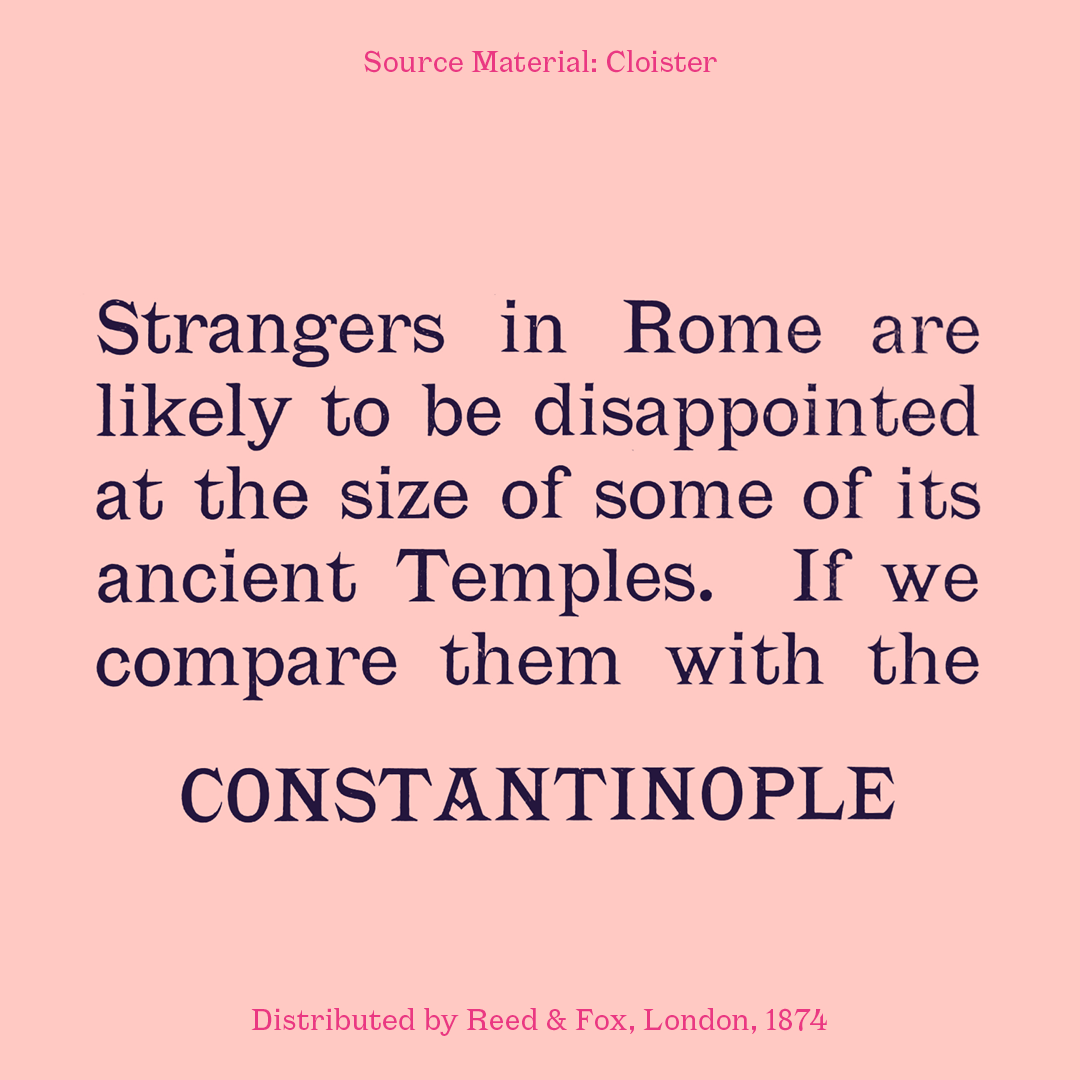 Source Material: Cloister
Strangers in Rome are
likely to be disappointed
at the size of some of its
ancient Temples. If we
compare them with the
CONSTANTINOPLE
Distributed by Reed & Fox, London, 1874